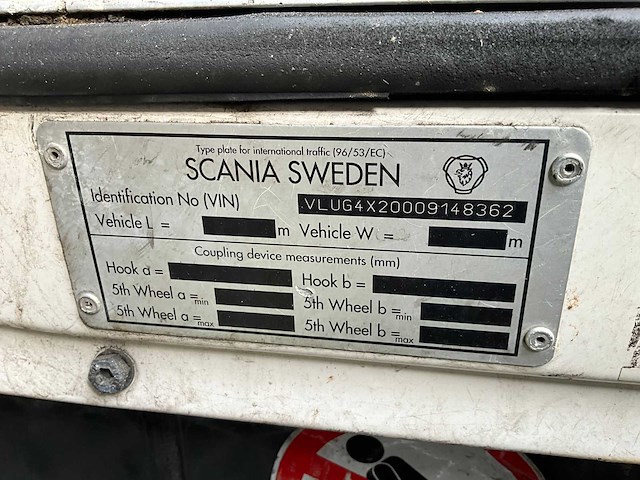 Type plate for international traffic (96/53/EC)
SCANIA SWEDEN
Identification No (VIN) VLUG4X20009148362
Vehicle L = m Vehicle W = m
Coupling device measurements (mm)
Hook a = Hook b =
5th Wheel a = min 5th Wheel b = min
5th Wheel a = max 5th Wheel b = max